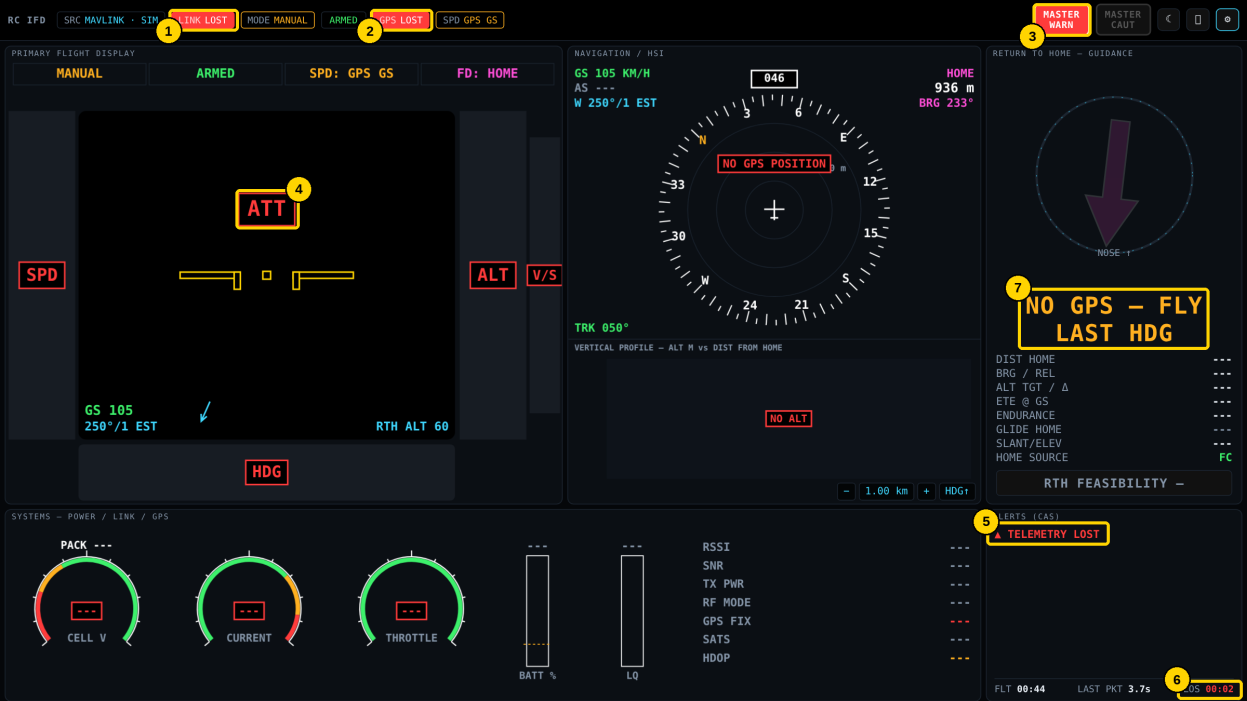 RC IFD
SRC MAVLINK · SIM
LINK LOST
MODE MANUAL
ARMED
GPS LOST
SPD GPS GS
MASTER
WARN
MASTER
CAUT
1
2
3
PRIMARY FLIGHT DISPLAY
MANUAL
ARMED
SPD: GPS GS
FD: HOME
4
ATT
SPD
ALT
V/S
GS 105
250°/1 EST
RTH ALT 60
HDG
NAVIGATION / HSI
GS 105 KM/H
AS ---
W 250°/1 EST
046
HOME
936 m
BRG 233°
N
3
6
E
12
15
S
21
24
W
30
33
NO GPS POSITION
m
TRK 050°
VERTICAL PROFILE — ALT M vs DIST FROM HOME
NO ALT
−
1.00 km
+
HDG↑
RETURN TO HOME — GUIDANCE
NOSE ↑
7
NO GPS — FLY
LAST HDG
DIST HOME ---
BRG / REL ---
ALT TGT / Δ ---
ETE @ GS ---
ENDURANCE ---
GLIDE HOME ---
SLANT/ELEV ---
HOME SOURCE FC
RTH FEASIBILITY —
SYSTEMS — POWER / LINK / GPS
PACK ---
---
CELL V
---
CURRENT
---
THROTTLE
---
BATT %
---
LQ
RSSI ---
SNR ---
TX PWR ---
RF MODE ---
GPS FIX ---
SATS ---
HDOP ---
5
ALERTS (CAS)
▲ TELEMETRY LOST
6
FLT 00:44
LAST PKT 3.7s
LOS 00:02